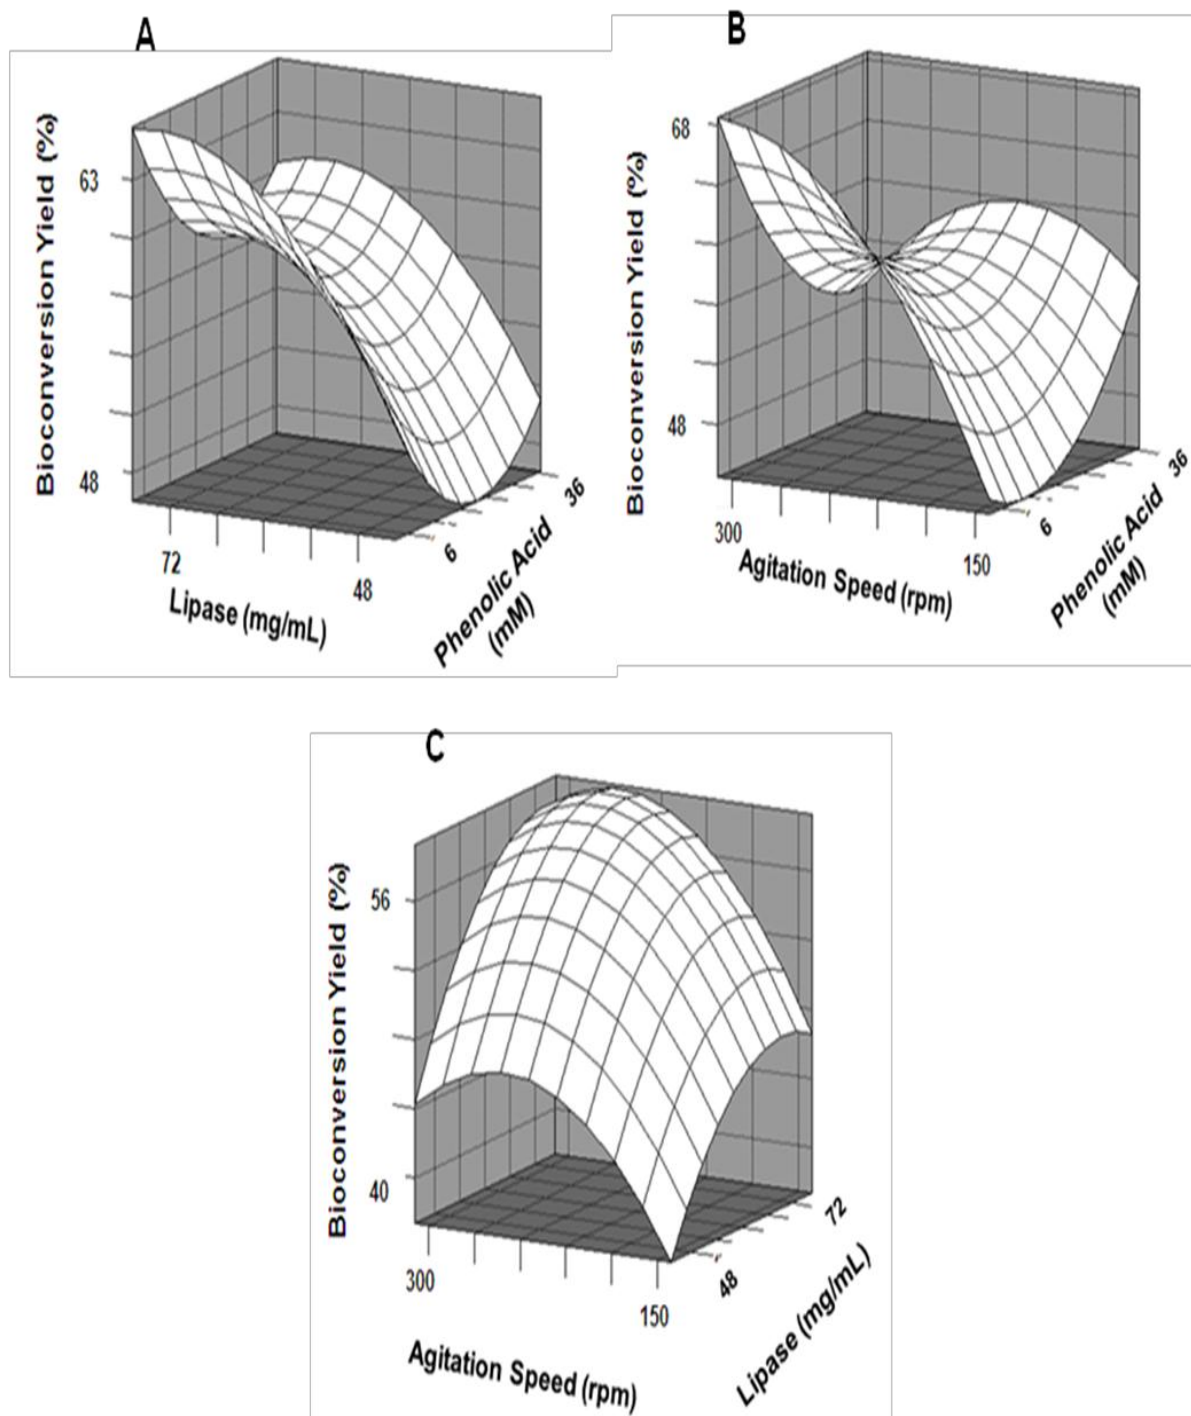 A
Bioconversion Yield (%)
63
48
72
48
Lipase (mg/mL)
6
36
Phenolic Acid
(mM)
B
Bioconversion Yield (%)
68
48
300
150
Agitation Speed (rpm)
6
36
Phenolic Acid
(mM)
C
Bioconversion Yield (%)
56
40
300
150
Agitation Speed (rpm)
48
72
Lipase (mg/mL)